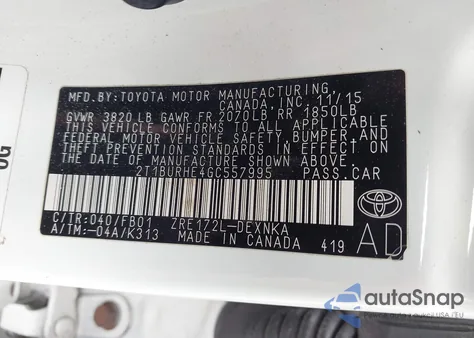 MFD.BY:TOYOTA MOTOR MANUFACTURING,
CANADA, INC. 11/15
GVWR 3820 LB GAWR FR 2070LB RR 1850LB
THIS VEHICLE CONFORMS TO ALL APPLICABLE
FEDERAL MOTOR VEHICLE SAFETY, BUMPER, AND
THEFT PREVENTION STANDARDS IN EFFECT ON
THE DATE OF MANUFACTURE SHOWN ABOVE.
2T1BURHE4GC557995 PASS.CAR
C/TR:040/FB01 ZRE172L-DEXNKA
A/TM:-04A/K313 MADE IN CANADA 419
TOYOTA
AD
OG
autoSnap